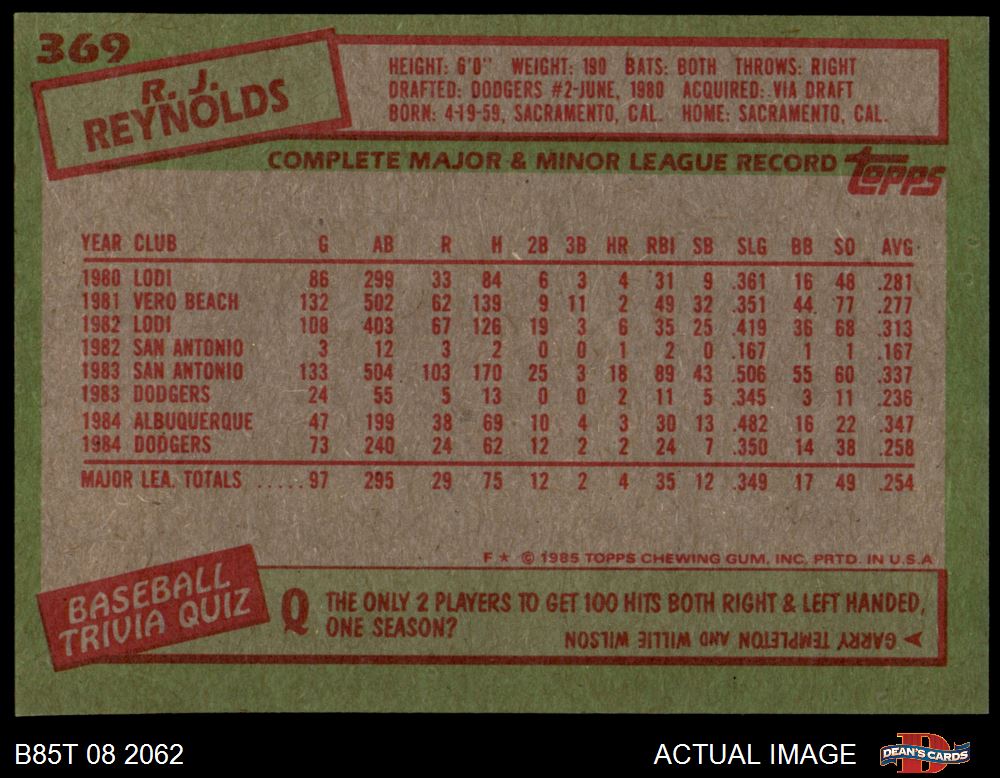 369
R. J.
REYNOLDS
HEIGHT: 6'0" WEIGHT: 190 BATS: BOTH THROWS: RIGHT
DRAFTED: DODGERS #2-JUNE, 1980 ACQUIRED: VIA DRAFT
BORN: 4-19-59, SACRAMENTO, CAL. HOME: SACRAMENTO, CAL.
COMPLETE MAJOR & MINOR LEAGUE RECORD
topps
YEAR CLUB G AB R H 2B 3B HR RBI SB SLG BB SO AVG.
1980 LODI 86 299 33 84 6 3 4 31 9 .361 16 48 .281
1981 VERO BEACH 132 502 62 139 9 11 2 49 32 .351 44 77 .277
1982 LODI 108 403 67 126 19 3 6 35 25 .419 36 68 .313
1982 SAN ANTONIO 3 12 3 2 0 0 1 2 0 .167 1 1 .167
1983 SAN ANTONIO 133 504 103 170 25 3 18 89 43 .506 55 60 .337
1983 DODGERS 24 55 5 13 0 0 2 11 5 .345 3 11 .236
1984 ALBUQUERQUE 47 199 38 69 10 4 3 30 13 .482 16 22 .347
1984 DODGERS 73 240 24 62 12 2 2 24 7 .350 14 38 .258
MAJOR LEA. TOTALS ..... 97 295 29 75 12 2 4 35 12 .349 17 49 .254
F ★ © 1985 TOPPS CHEWING GUM, INC. PRTD. IN U.S.A
BASEBALL
TRIVIA QUIZ
Q THE ONLY 2 PLAYERS TO GET 100 HITS BOTH RIGHT & LEFT HANDED,
ONE SEASON?
GARRY TEMPLETON AND WILLIE WILSON
B85T 08 2062
ACTUAL IMAGE
DEAN'S CARDS